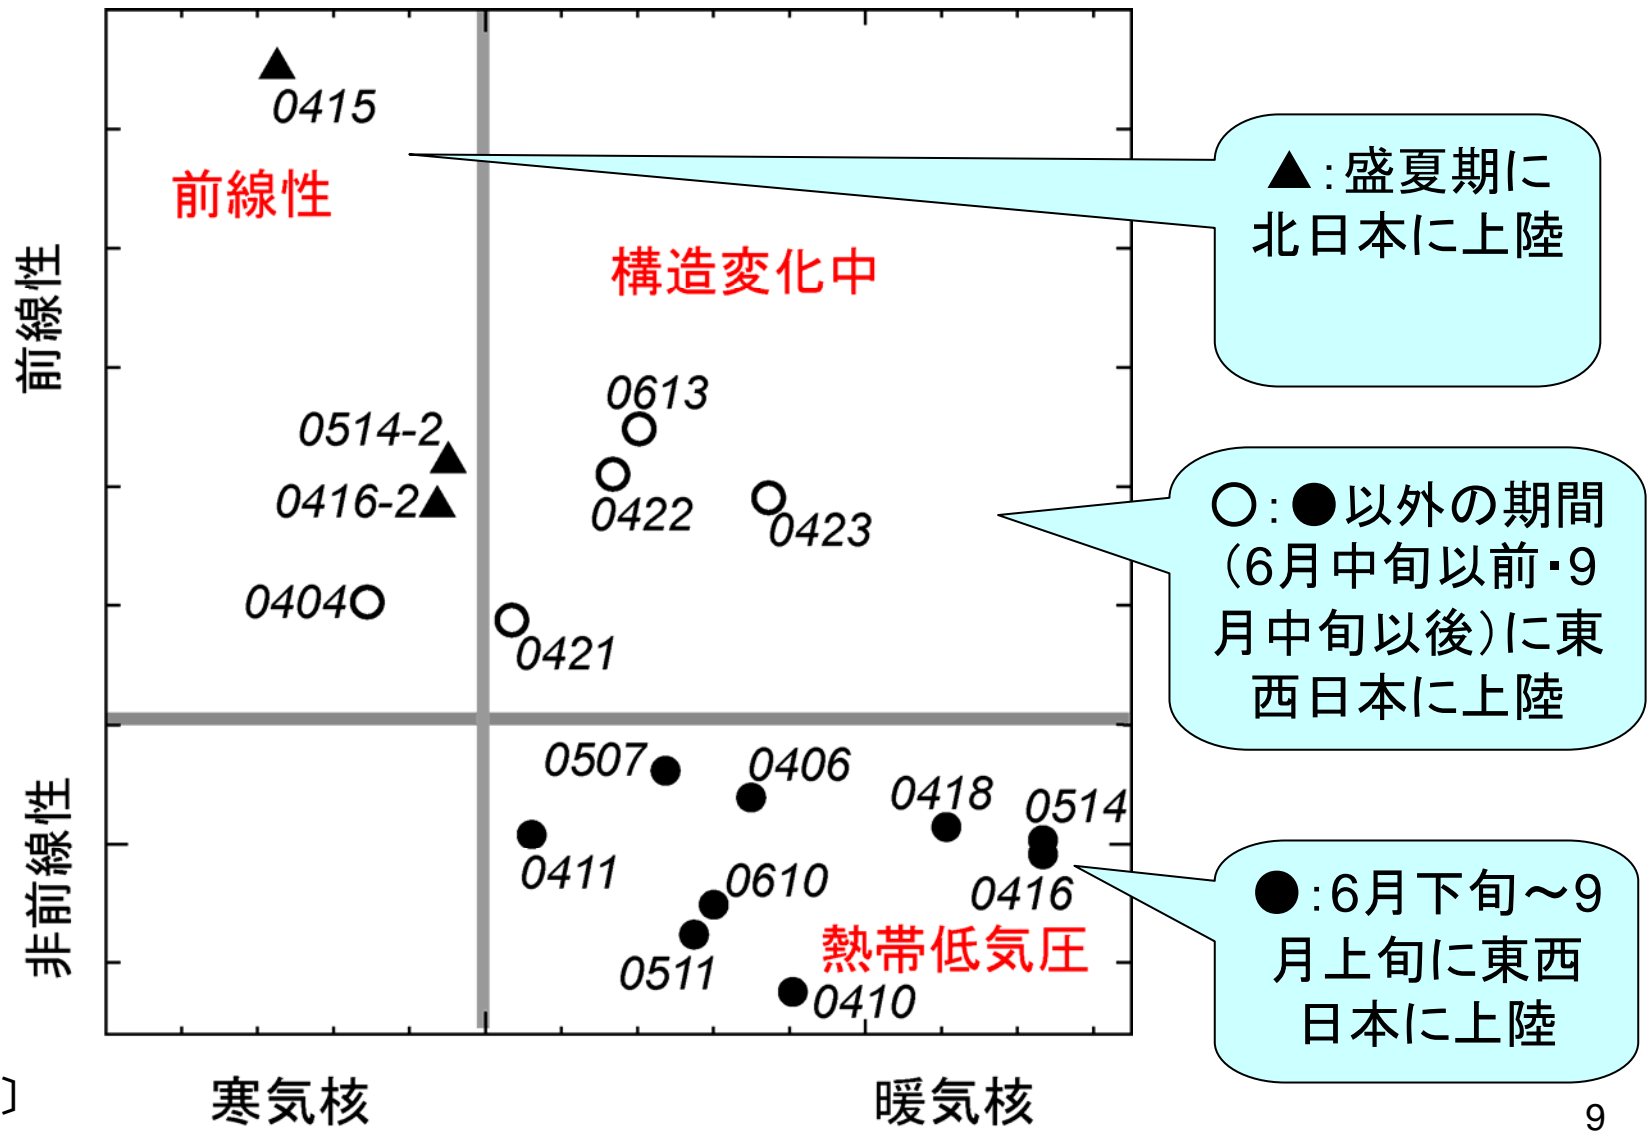 0415
前線性
構造変化中
前線性
0613
0514-2
0416-2
0422
0423
0404
0421
0507
0406
0418
0514
0411
0610
0416
0511
0410
熱帯低気圧
非前線性
寒気核
暖気核
▲:盛夏期に
北日本に上陸
○:●以外の期間
(6月中旬以前・9
月中旬以後)に東
西日本に上陸
●:6月下旬~9
月上旬に東西
日本に上陸
〕
9